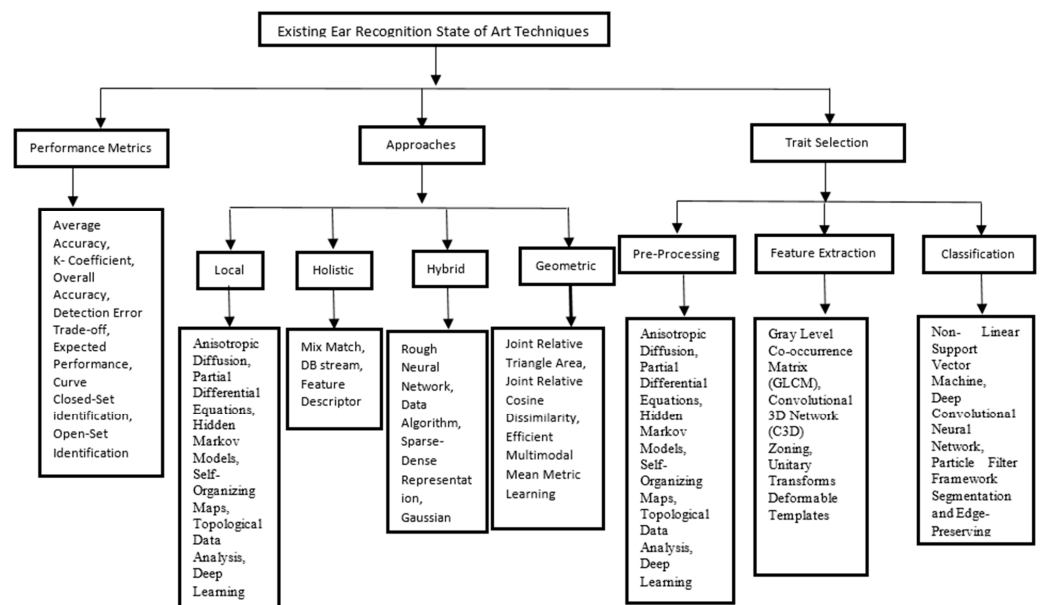 Existing Ear Recognition State of Art Techniques
Performance Metrics
Approaches
Trait Selection
Average
Accuracy,
K- Coefficient,
Overall
Accuracy,
Detection Error
Trade-off,
Expected
Performance,
Curve
Closed-Set
identification,
Open-Set
Identification
Local
Holistic
Hybrid
Geometric
Pre-Processing
Feature Extraction
Classification
Anisotropic
Diffusion,
Partial
Differential
Equations,
Hidden
Markov
Models,
Self-
Organizing
Maps,
Topological
Data
Analysis,
Deep
Learning
Mix Match,
DB stream,
Feature
Descriptor
Rough
Neural
Network,
Data
Algorithm,
Sparse-
Dense
Representat
ion,
Gaussian
Joint Relative
Triangle Area,
Joint Relative
Cosine
Dissimilarity,
Efficient
Multimodal
Mean Metric
Learning
Anisotropic
Diffusion,
Partial
Differential
Equations,
Hidden
Markov
Models,
Self-
Organizing
Maps,
Topological
Data
Analysis,
Deep
Learning
Gray Level
Co-occurrence
Matrix
(GLCM),
Convolutional
3D Network
(C3D)
Zoning,
Unitary
Transforms
Deformable
Templates
Non- Linear
Support
Vector
Machine,
Deep
Convolutional
Neural
Network,
Particle Filter
Framework
Segmentation
and Edge-
Preserving